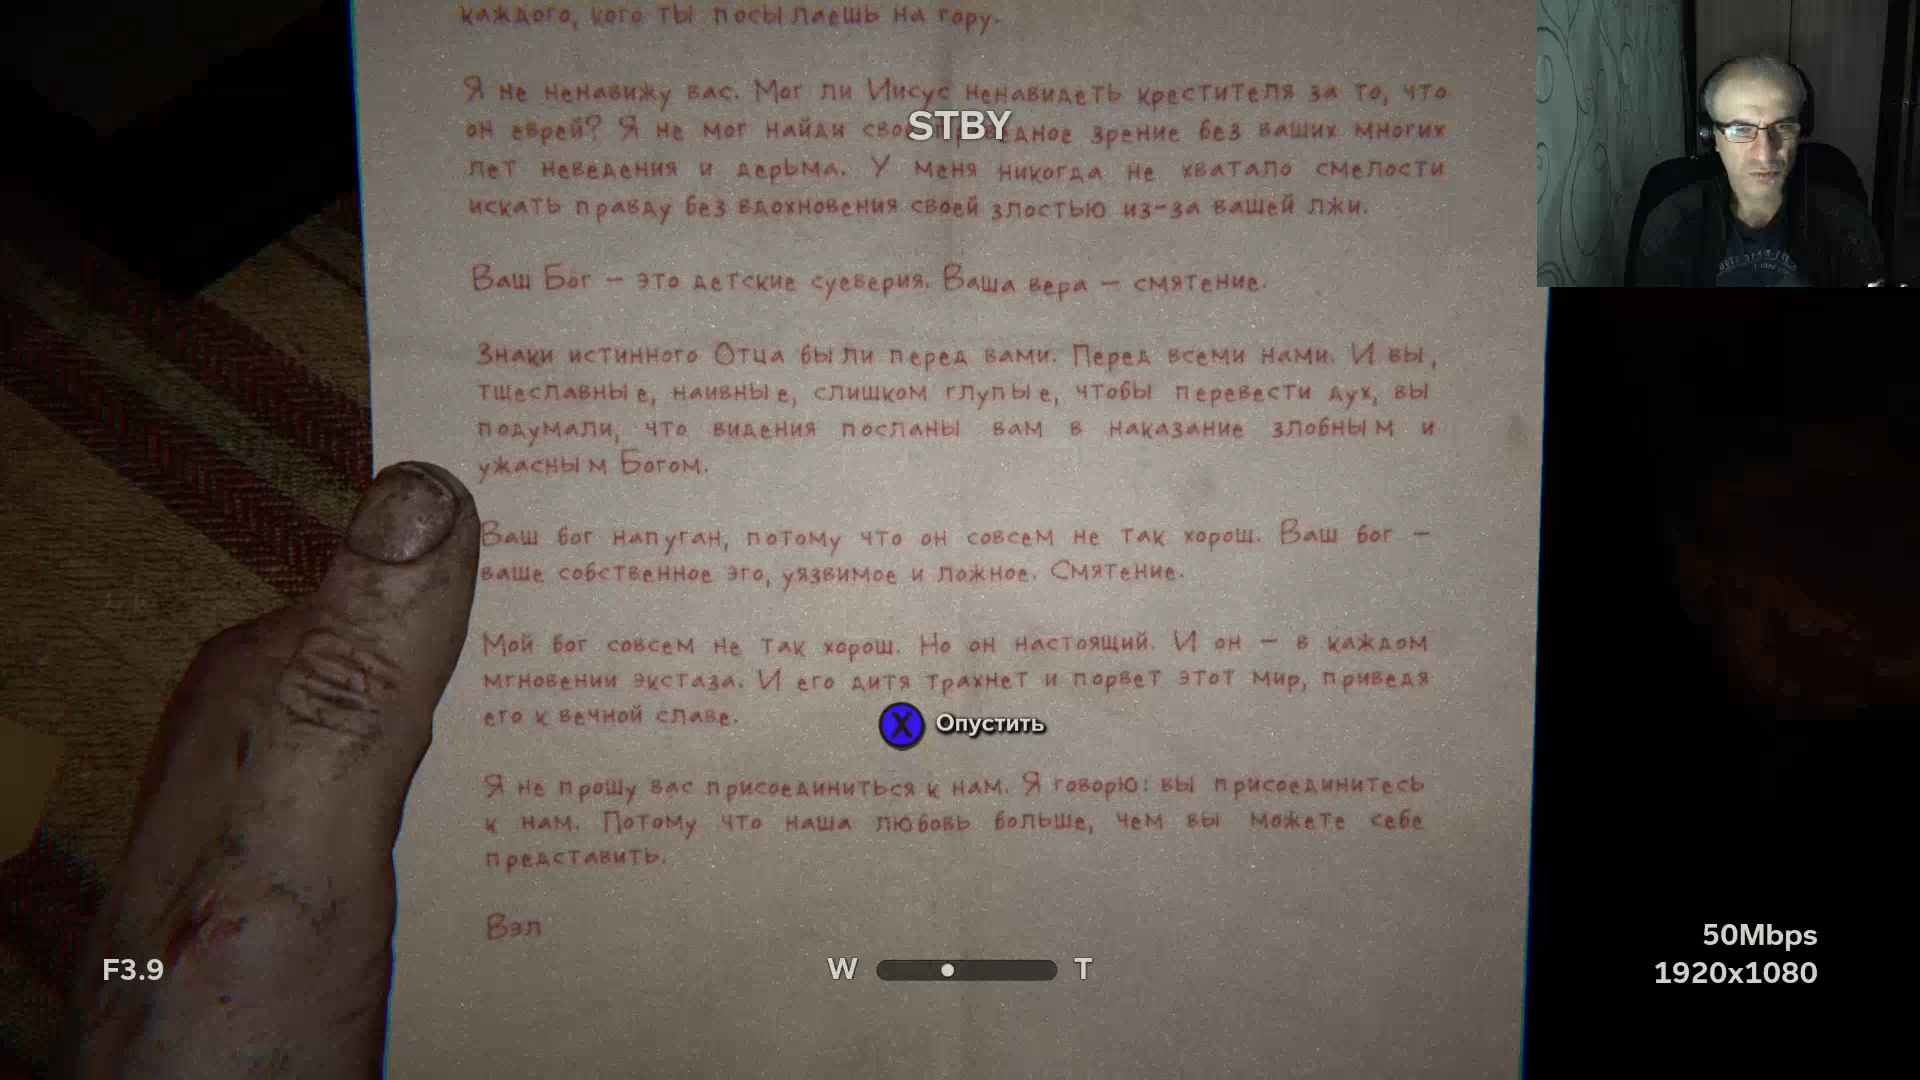 каждого, кого ты посылаешь на гору.
Я не ненавижу вас. Мог ли Иисус ненавидеть крестителя за то, что
он еврей? Я не мог найди зрение без ваших многих
STBY
лет неведения и дерьма. У меня никогда не хватало смелости
искать правду без вдохновения своей злостью из-за вашей лжи.
Ваш Бог – это детские суеверия. Ваша вера – смятение.
Знаки истинного Отца были перед вами. Перед всеми нами. И вы,
тщеславные, наивные, слишком глупые, чтобы перевести дух, вы
подумали, что видения посланы вам в наказание злобным и
ужасным Богом.
Ваш бог напуган, потому что он совсем не так хорош. Ваш бог –
ваше собственное эго, уязвимое и ложное. Смятение.
Мой бог совсем не так хорош. Но он настоящий. И он – в каждом
мгновении экстаза. И его дитя трахнет и порвет этот мир, приведя
его к вечной славе.
X Опустить
Я не прошу вас присоединиться к нам. Я говорю: вы присоединитесь
к нам. Потому что наша любовь больше, чем вы можете себе
представить.
Вэл
F3.9
W T
50Mbps
1920x1080